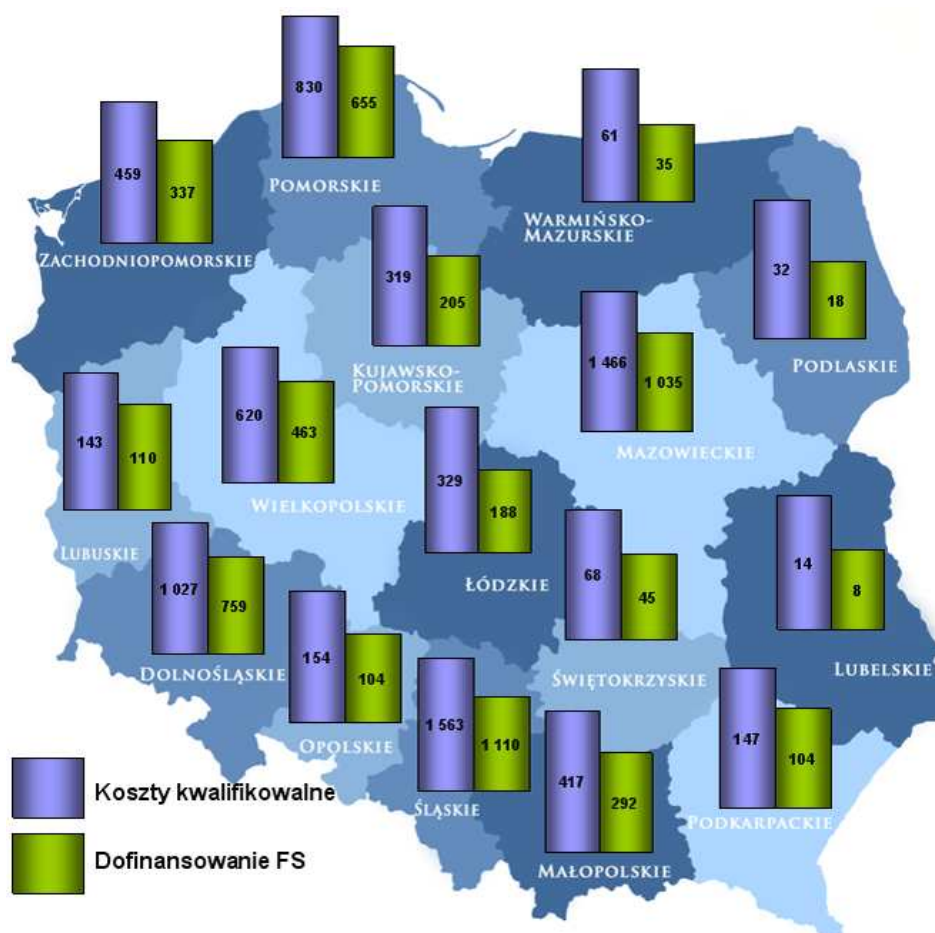 830
655
POMORSKIE
61
35
WARMIŃSKO-
MAZURSKIE
459
337
ZACHODNIOPOMORSKIE
319
205
KUJAWSKO-
POMORSKIE
32
18
PODLASKIE
1 466
1 035
MAZOWIECKIE
143
110
LUBUSKIE
620
463
WIELKOPOLSKIE
329
188
ŁÓDZKIE
68
45
ŚWIĘTOKRZYSKIE
14
8
LUBELSKIE
1 027
759
DOLNOŚLĄSKIE
154
104
OPOLSKIE
1 563
1 110
ŚLĄSKIE
417
292
MAŁOPOLSKIE
147
104
PODKARPACKIE
Koszty kwalifikowalne
Dofinansowanie FS